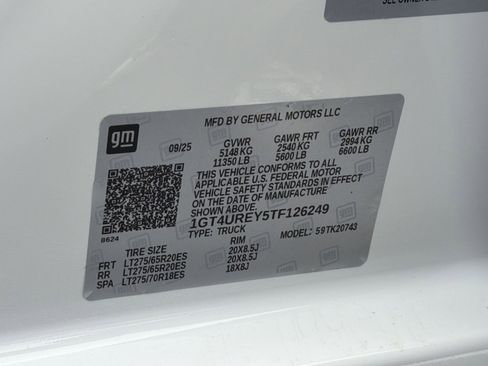 SEE OWNER'S
MFD BY GENERAL MOTORS LLC
gm
09/25 GVWR GAWR FRT GAWR RR
5148 KG 2540 KG 2994 KG
11350 LB 5600 LB 6600 LB
THIS VEHICLE CONFORMS TO ALL
APPLICABLE U.S. FEDERAL MOTOR
VEHICLE SAFETY STANDARDS IN EFFECT
ON THE DATE OF MANUFACTURE
SHOWN ABOVE.
1GT4UREY5TF126249
B624
TYPE: TRUCK MODEL: 59TK20743
TIRE SIZE RIM
FRT LT275/65R20ES 20X8.5J
RR LT275/65R20ES 20X8.5J
SPA LT275/70R18ES 18X8J